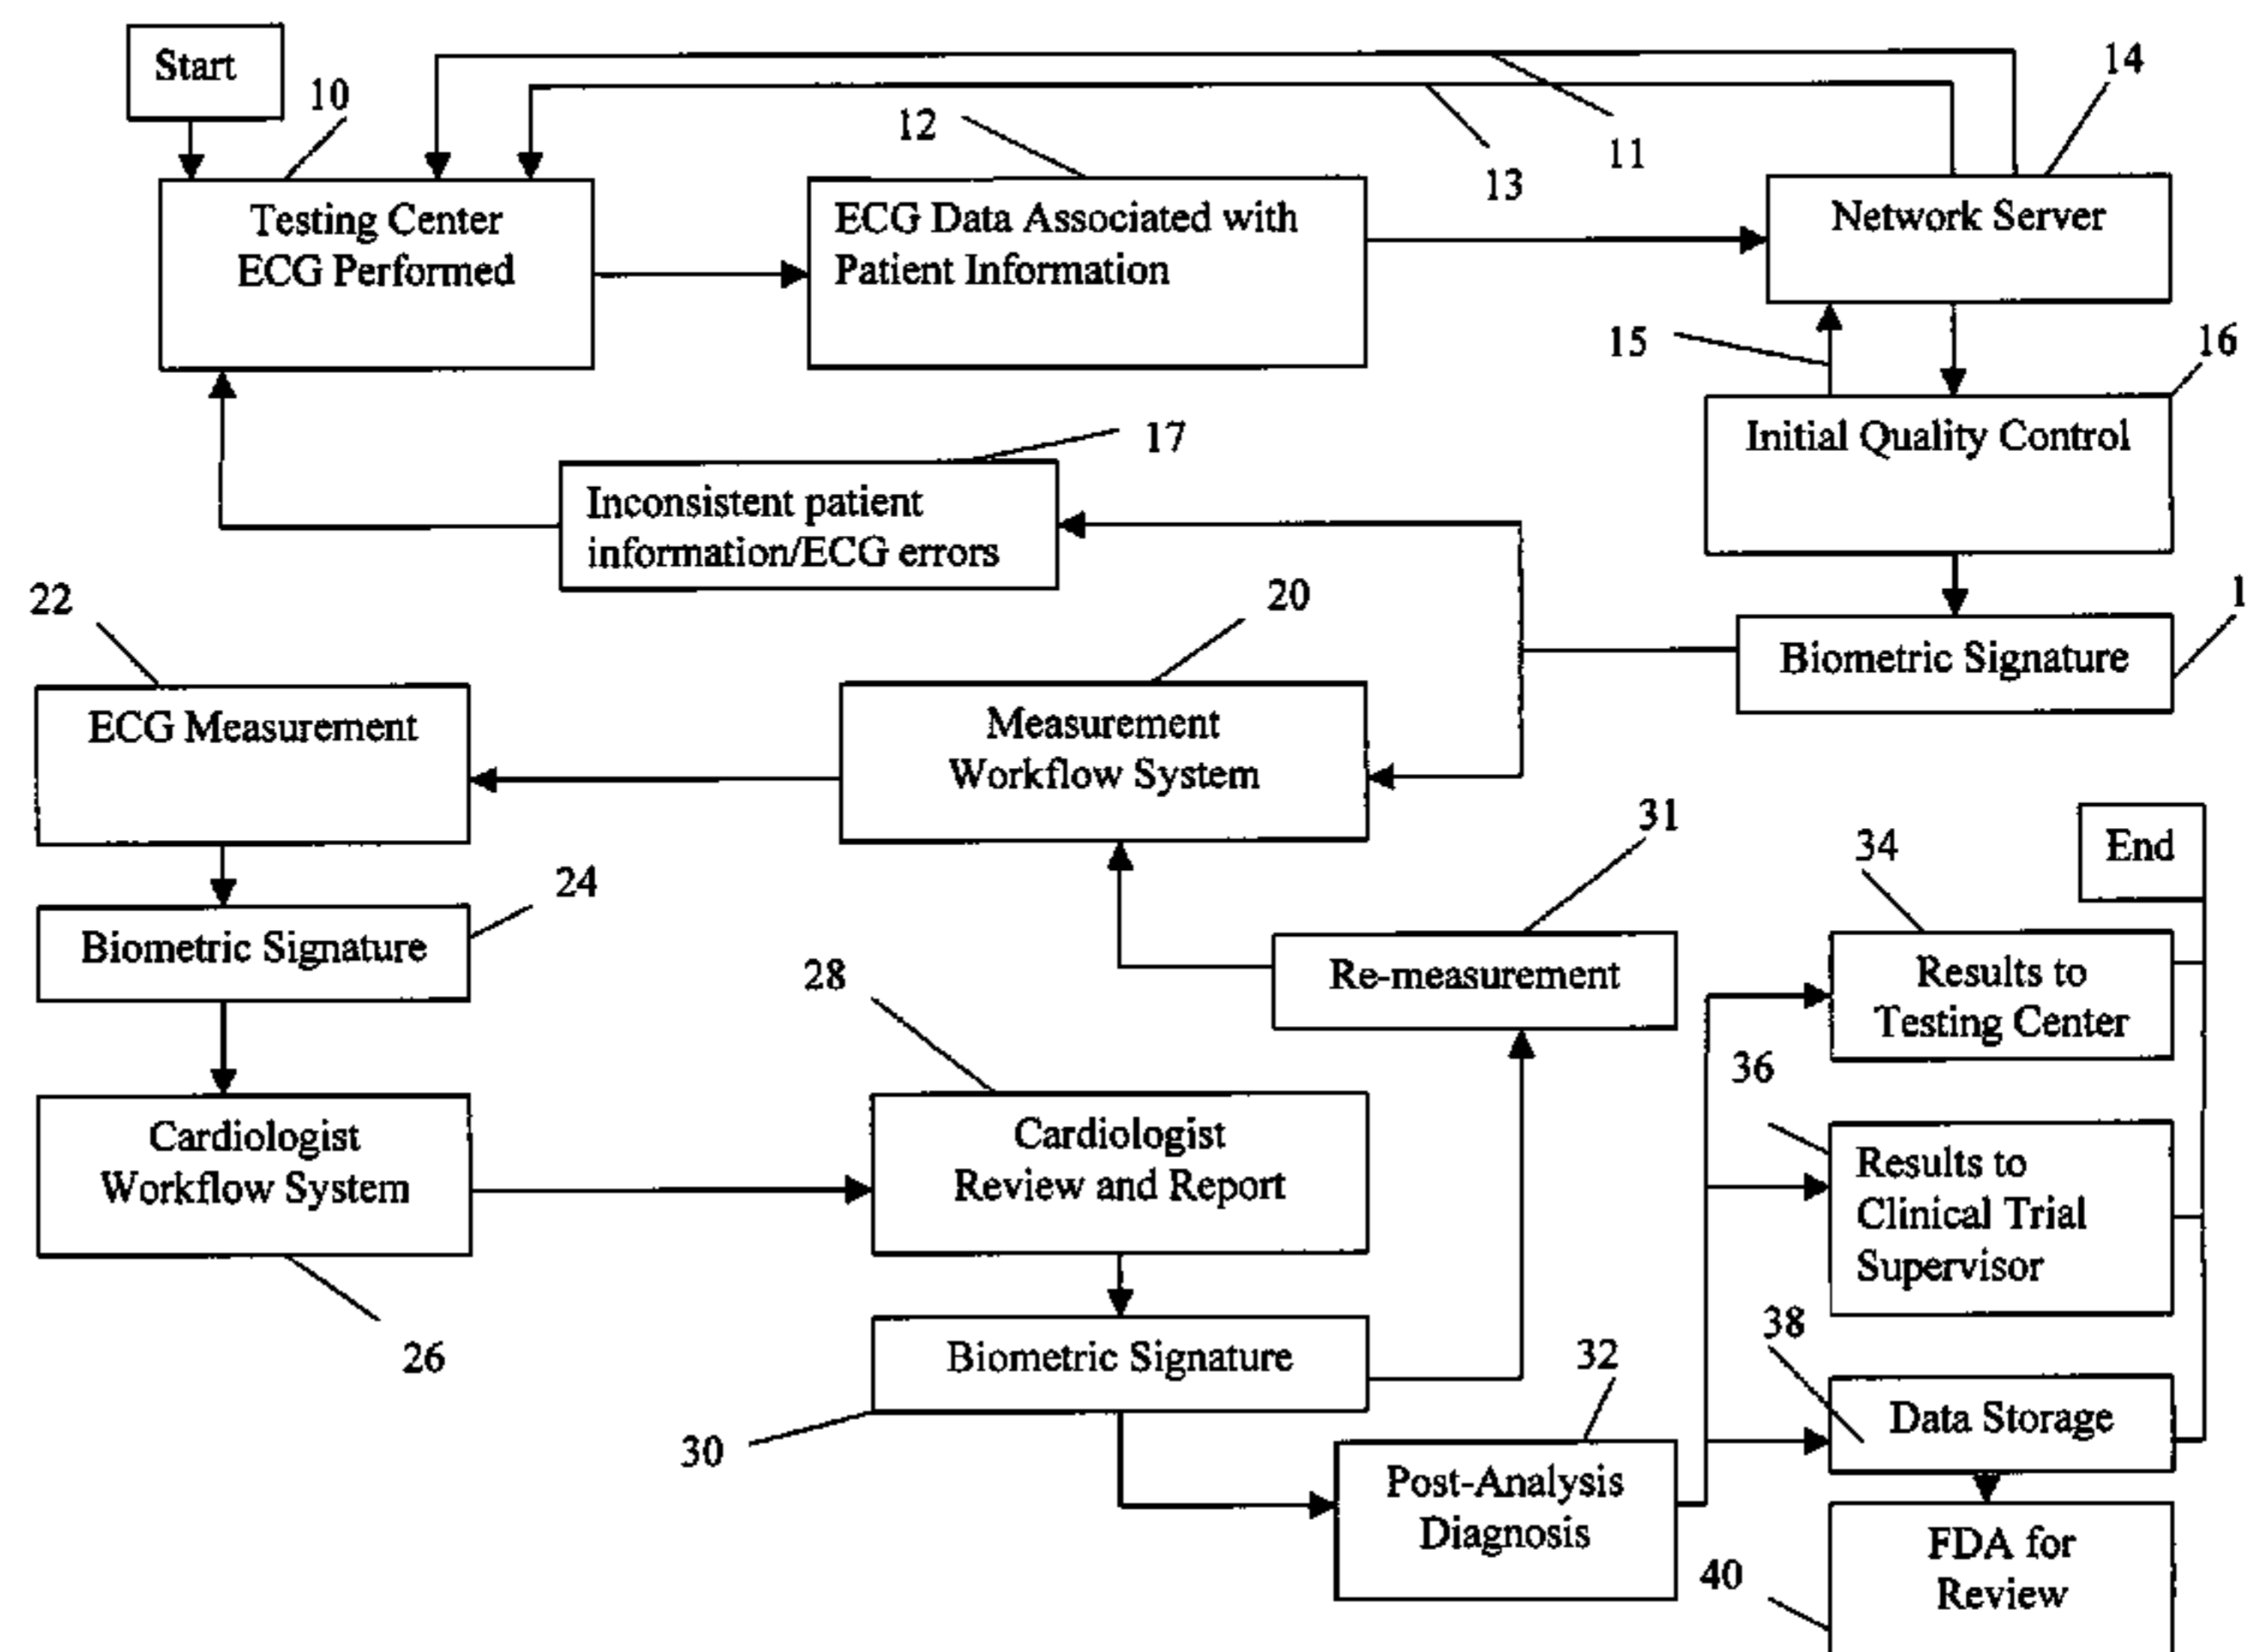 Start
10
12
11
13
14
Testing Center
ECG Performed
ECG Data Associated with
Patient Information
Network Server
15
16
Initial Quality Control
17
Inconsistent patient
information/ECG errors
1
Biometric Signature
22
20
ECG Measurement
Measurement
Workflow System
31
34
End
24
Biometric Signature
28
Re-measurement
Results to
Testing Center
36
Cardiologist
Workflow System
Cardiologist
Review and Report
Results to
Clinical Trial
Supervisor
26
38
Biometric Signature
32
30
Data Storage
Post-Analysis
Diagnosis
FDA for
Review
40